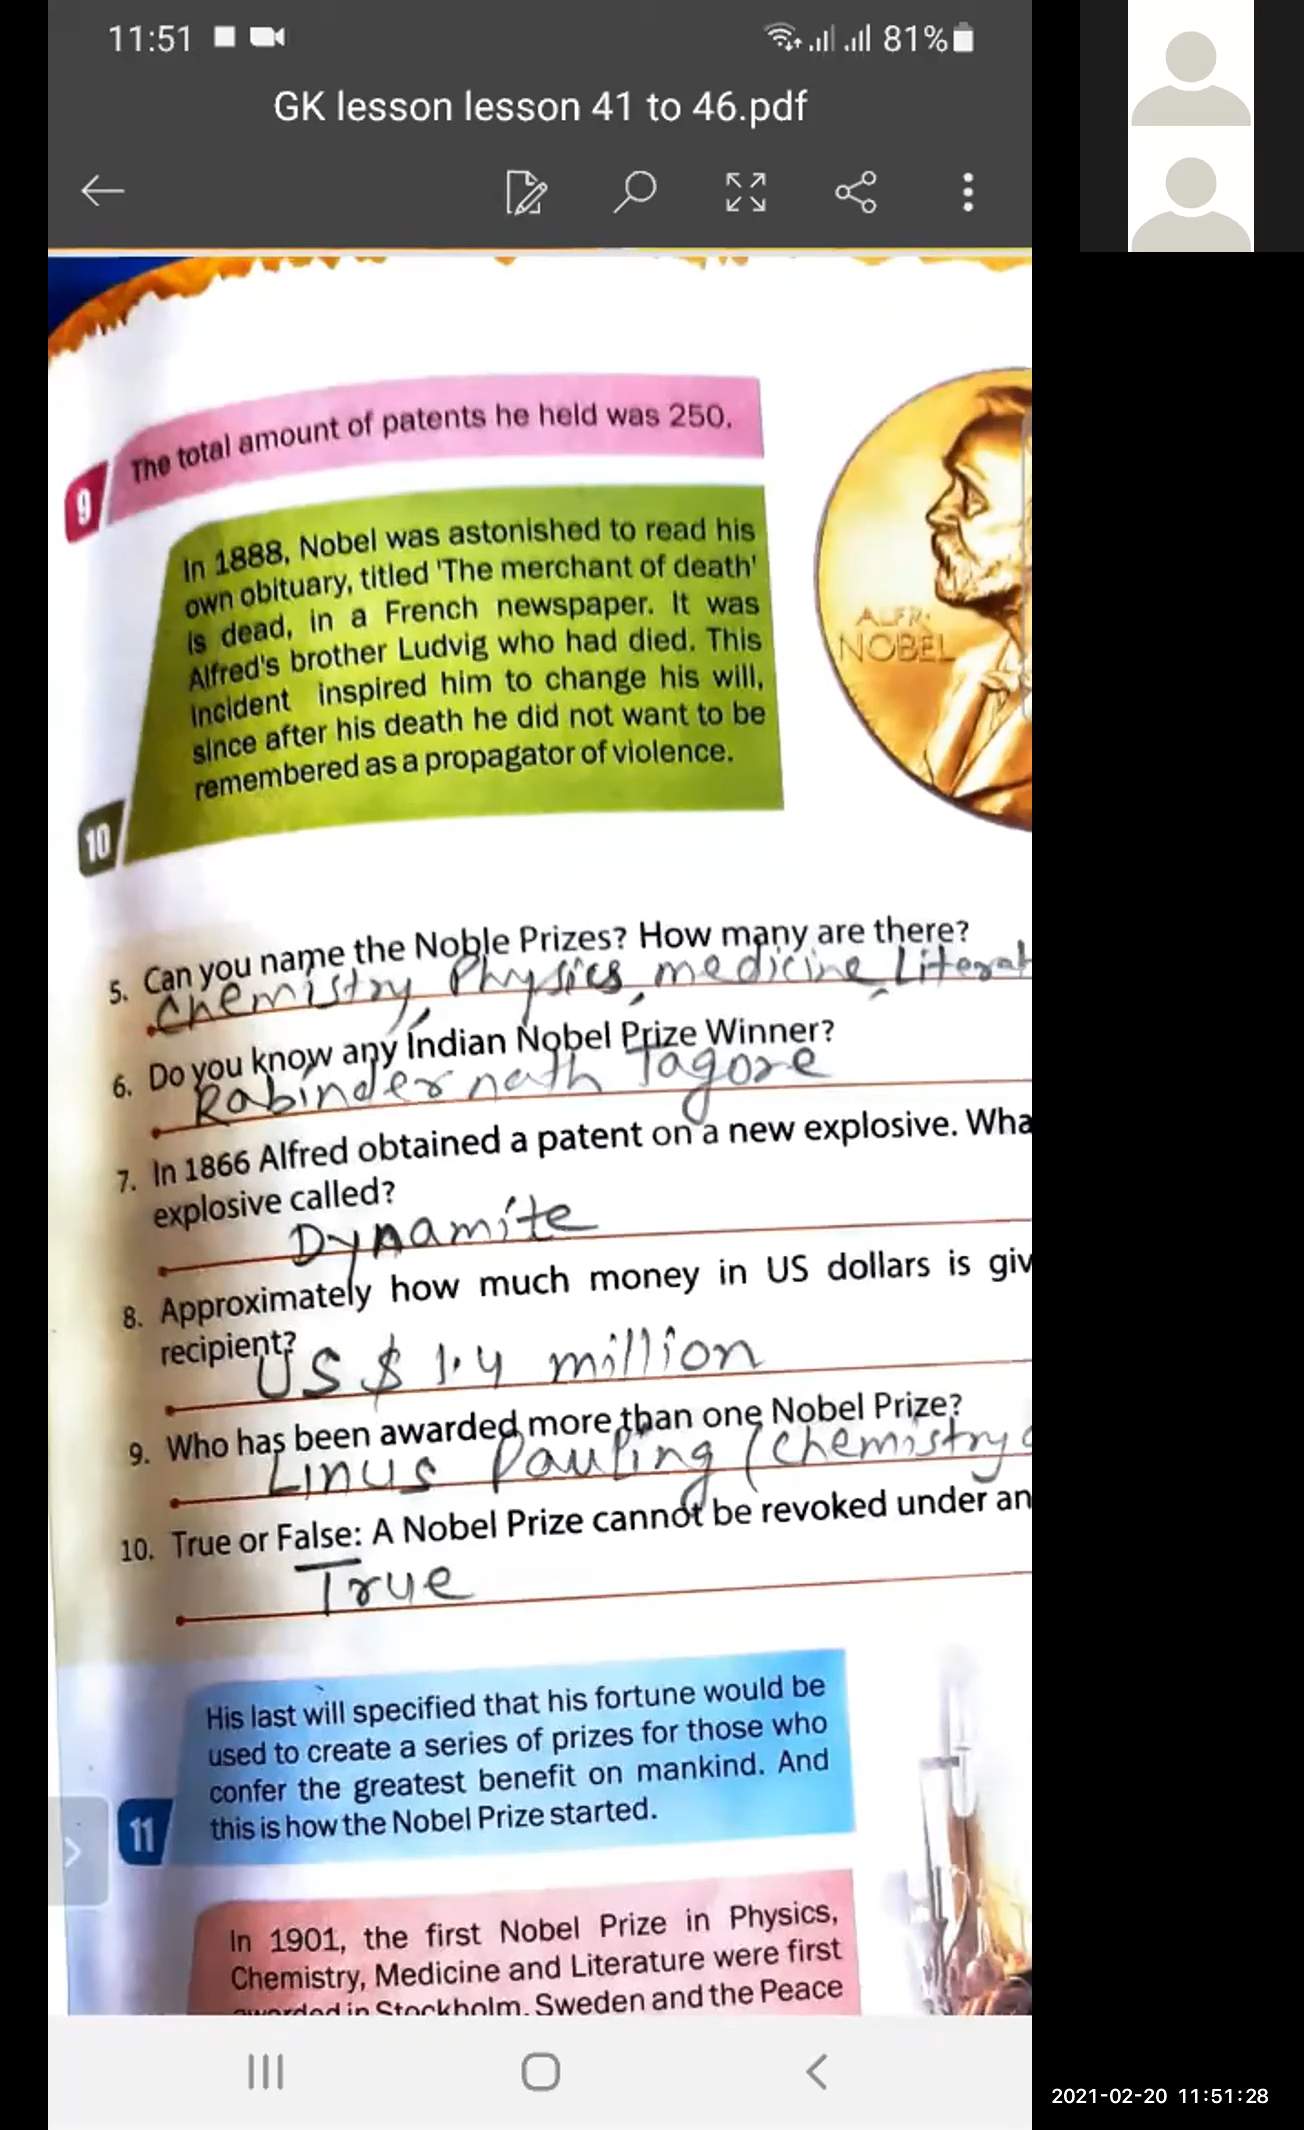 11:51
81%
GK lesson lesson 41 to 46.pdf
9
The total amount of patents he held was 250.
In 1888, Nobel was astonished to read his
own obituary, titled 'The merchant of death'
is dead, in a French newspaper. It was
Alfred's brother Ludvig who had died. This
incident inspired him to change his will,
since after his death he did not want to be
remembered as a propagator of violence.
10
ALFR.
NOBEL
5. Can you name the Noble Prizes? How many are there?
Chemistry, Physics, medicine, Literat
6. Do you know any Indian Nobel Prize Winner?
Rabindernath Tagore
7. In 1866 Alfred obtained a patent on a new explosive. Wha
explosive called?
Dynamite
8. Approximately how much money in US dollars is giv
recipient?
US $ 1.4 million
9. Who has been awarded more than one Nobel Prize?
Linus Pauling (Chemistry
10. True or False: A Nobel Prize cannot be revoked under an
True
His last will specified that his fortune would be
used to create a series of prizes for those who
confer the greatest benefit on mankind. And
this is how the Nobel Prize started.
11
In 1901, the first Nobel Prize in Physics,
Chemistry, Medicine and Literature were first
awarded in Stockholm, Sweden and the Peace
2021-02-20 11:51:28